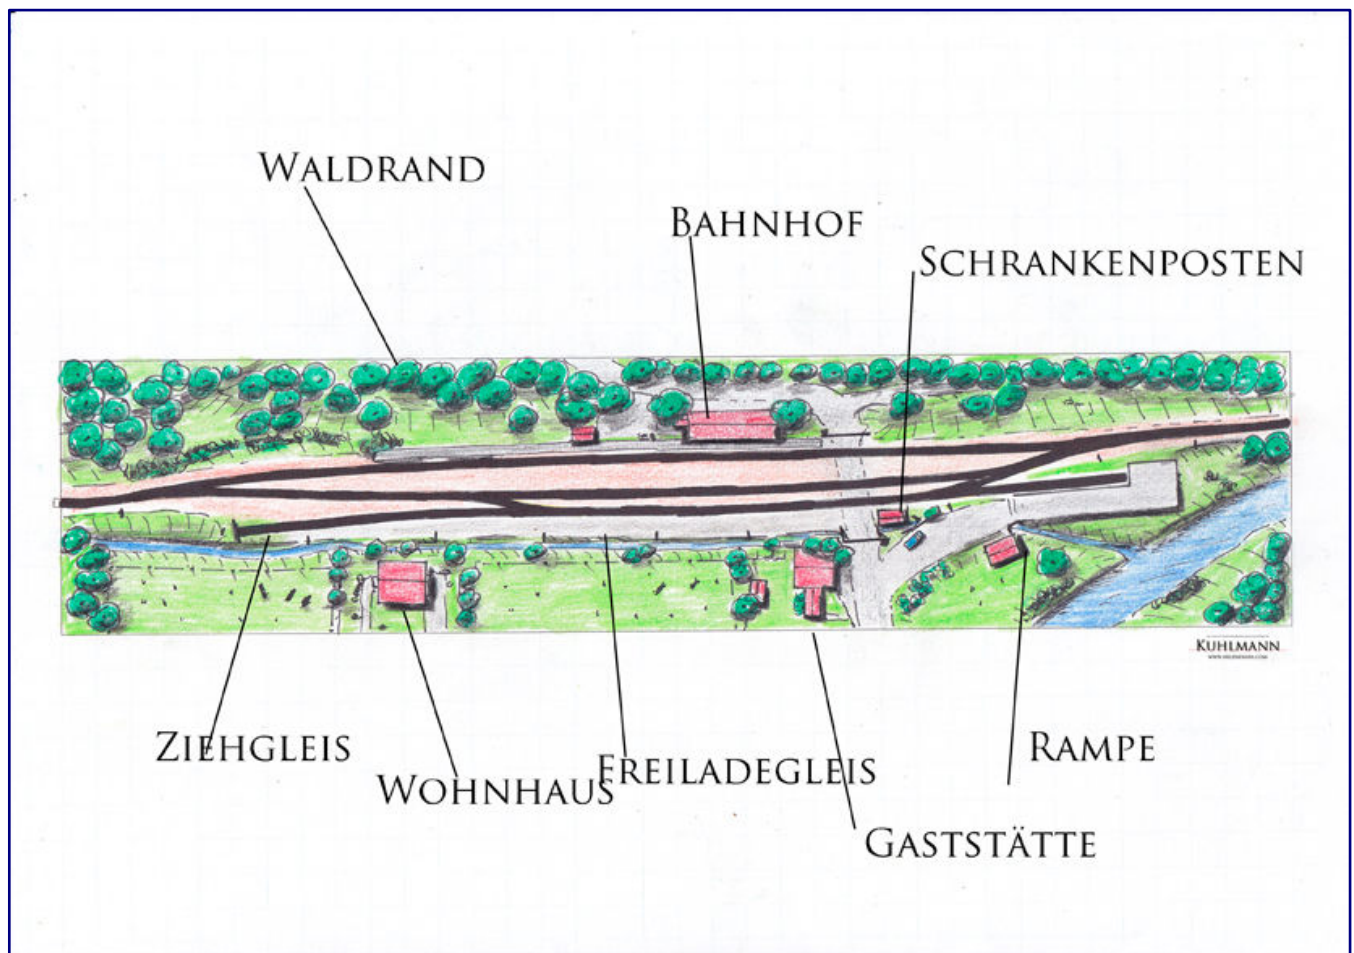 WALDRAND
BAHNHOF
SCHRANKENPOSTEN
KUHLMANN
ZIEHGLEIS
WOHNHAUS
FREILADEGLEIS
RAMPE
GASTSTÄTTE